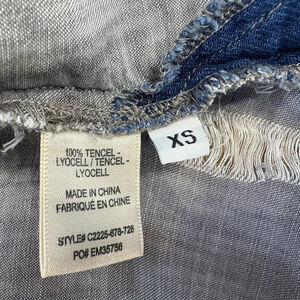 100% TENCEL -
LYOCELL / TENCEL -
LYOCELL
MADE IN CHINA
FABRIQUÉ EN CHINE
STYLE# C2225-678-726
PO# EM35756
XS